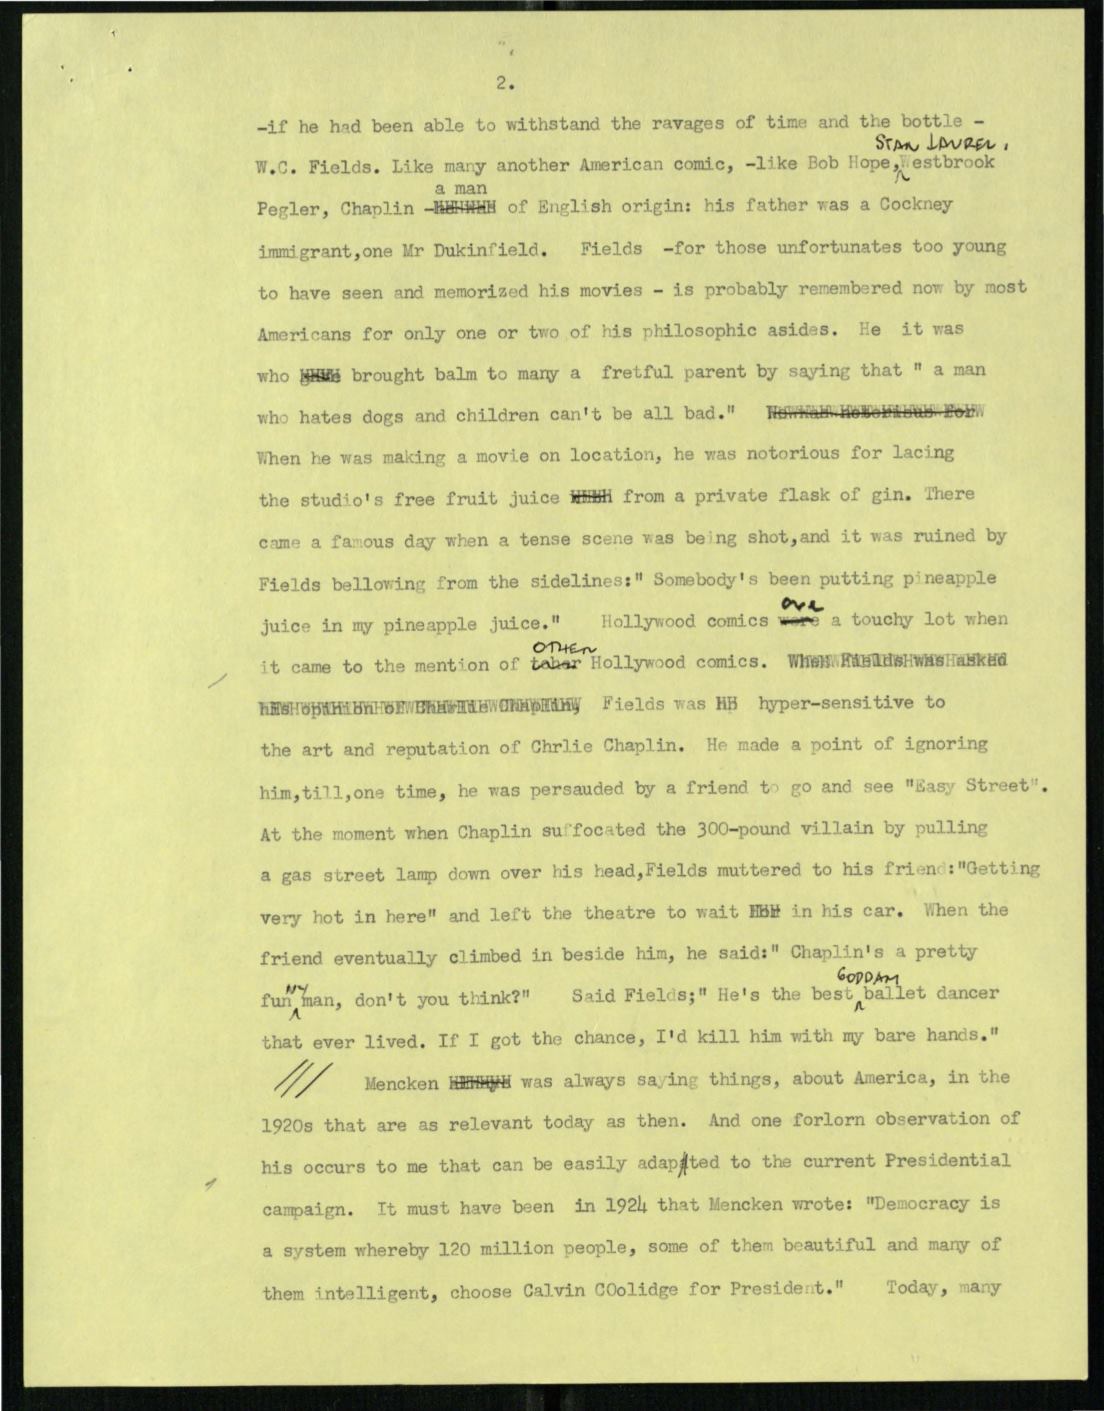 2.
-if he had been able to withstand the ravages of time and the bottle -
STAN LAUREL,
W.C. Fields. Like many another American comic, -like Bob Hope, Westbrook
a man
Pegler, Chaplin - of English origin: his father was a Cockney
immigrant,one Mr Dukinfield. Fields -for those unfortunates too young
to have seen and memorized his movies - is probably remembered now by most
Americans for only one or two of his philosophic asides. He it was
who brought balm to many a fretful parent by saying that " a man
who hates dogs and children can't be all bad."
When he was making a movie on location, he was notorious for lacing
the studio's free fruit juice from a private flask of gin. There
came a famous day when a tense scene was being shot,and it was ruined by
Fields bellowing from the sidelines:" Somebody's been putting pineapple
are
juice in my pineapple juice." Hollywood comics were a touchy lot when
OTHER
it came to the mention of toher Hollywood comics. When Fields was asked
his opinion of Charlie Chaplin, Fields was hyper-sensitive to
the art and reputation of Chrlie Chaplin. He made a point of ignoring
him,till,one time, he was persauded by a friend to go and see "Easy Street".
At the moment when Chaplin suffocated the 300-pound villain by pulling
a gas street lamp down over his head,Fields muttered to his friend:"Getting
very hot in here" and left the theatre to wait in his car. When the
friend eventually climbed in beside him, he said:" Chaplin's a pretty
NY GODDAM
fun man, don't you think?" Said Fields;" He's the best ballet dancer
that ever lived. If I got the chance, I'd kill him with my bare hands."
/// Mencken was always saying things, about America, in the
1920s that are as relevant today as then. And one forlorn observation of
his occurs to me that can be easily adapted to the current Presidential
campaign. It must have been in 1924 that Mencken wrote: "Democracy is
a system whereby 120 million people, some of them beautiful and many of
them intelligent, choose Calvin COolidge for President." Today, many